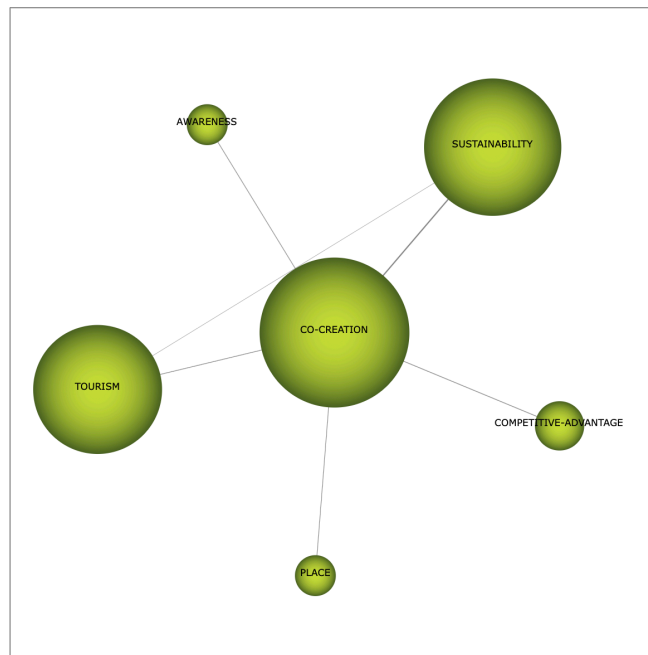 AWARENESS
SUSTAINABILITY
CO-CREATION
TOURISM
COMPETITIVE-ADVANTAGE
PLACE